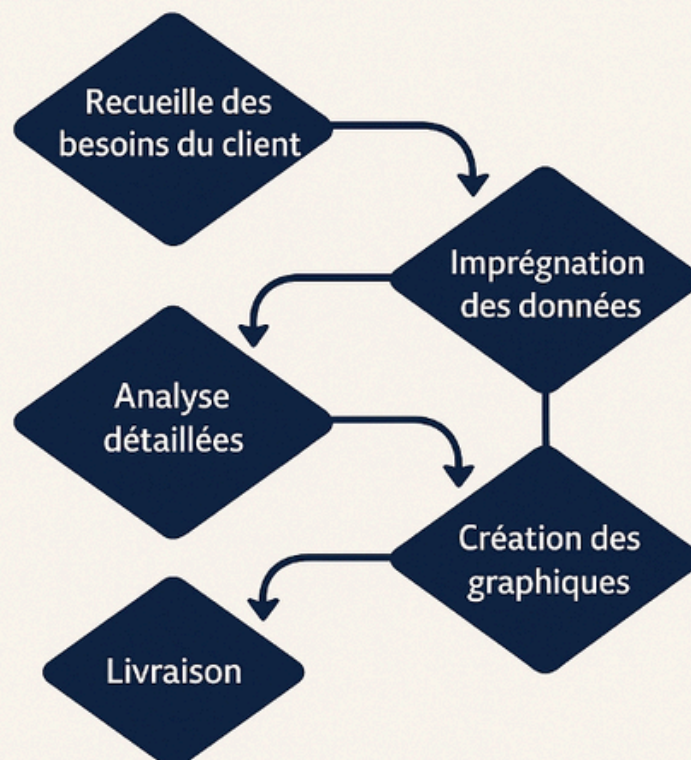 Recueille des
besoins du client
Imprégnation
des données
Analyse
détaillées
Création des
graphiques
Livraison